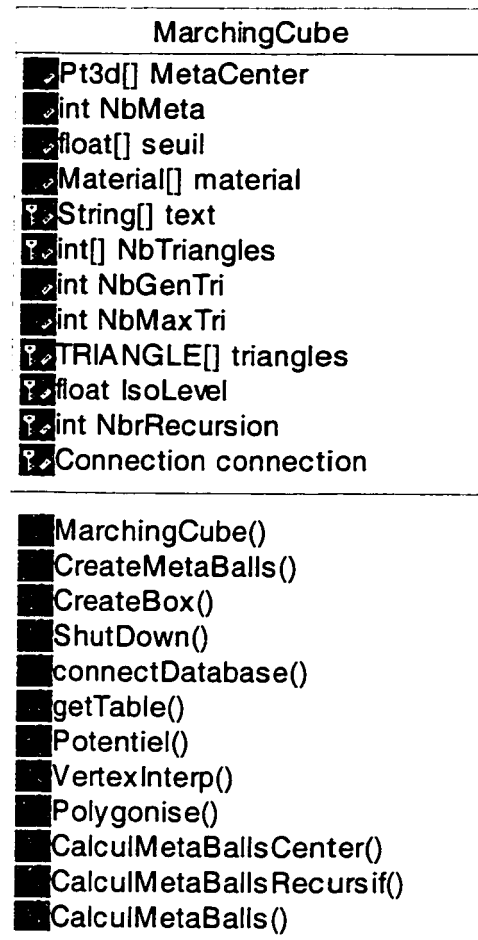 MarchingCube
Pt3d[] MetaCenter
int NbMeta
float[] seuil
Material[] material
String[] text
int[] NbTriangles
int NbGenTri
int NbMaxTri
TRIANGLE[] triangles
float IsoLevel
int NbrRecursion
Connection connection
MarchingCube()
CreateMetaBalls()
CreateBox()
ShutDown()
connectDatabase()
getTable()
Potentiel()
VertexInterp()
Polygonise()
CalculMetaBallsCenter()
CalculMetaBallsRecursif()
CalculMetaBalls()